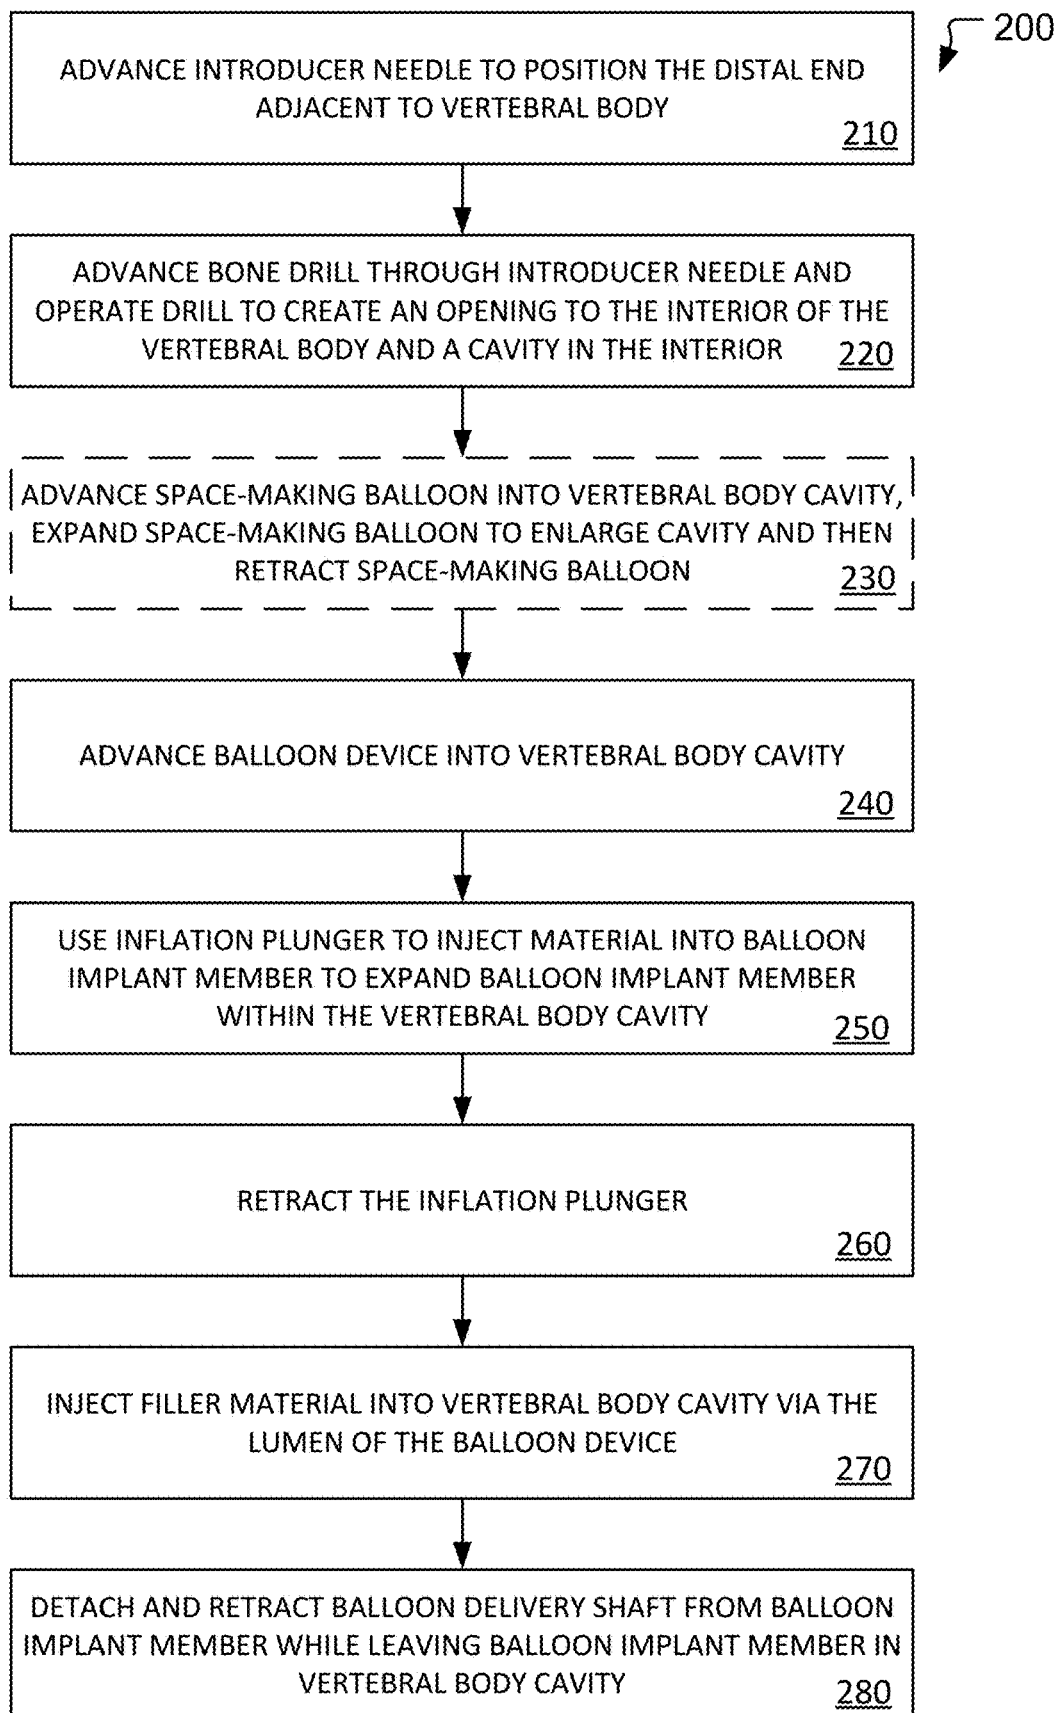 200
ADVANCE INTRODUCER NEEDLE TO POSITION THE DISTAL END
ADJACENT TO VERTEBRAL BODY
210
ADVANCE BONE DRILL THROUGH INTRODUCER NEEDLE AND
OPERATE DRILL TO CREATE AN OPENING TO THE INTERIOR OF THE
VERTEBRAL BODY AND A CAVITY IN THE INTERIOR
220
ADVANCE SPACE-MAKING BALLOON INTO VERTEBRAL BODY CAVITY,
EXPAND SPACE-MAKING BALLOON TO ENLARGE CAVITY AND THEN
RETRACT SPACE-MAKING BALLOON
230
ADVANCE BALLOON DEVICE INTO VERTEBRAL BODY CAVITY
240
USE INFLATION PLUNGER TO INJECT MATERIAL INTO BALLOON
IMPLANT MEMBER TO EXPAND BALLOON IMPLANT MEMBER
WITHIN THE VERTEBRAL BODY CAVITY
250
RETRACT THE INFLATION PLUNGER
260
INJECT FILLER MATERIAL INTO VERTEBRAL BODY CAVITY VIA THE
LUMEN OF THE BALLOON DEVICE
270
DETACH AND RETRACT BALLOON DELIVERY SHAFT FROM BALLOON
IMPLANT MEMBER WHILE LEAVING BALLOON IMPLANT MEMBER IN
VERTEBRAL BODY CAVITY
280